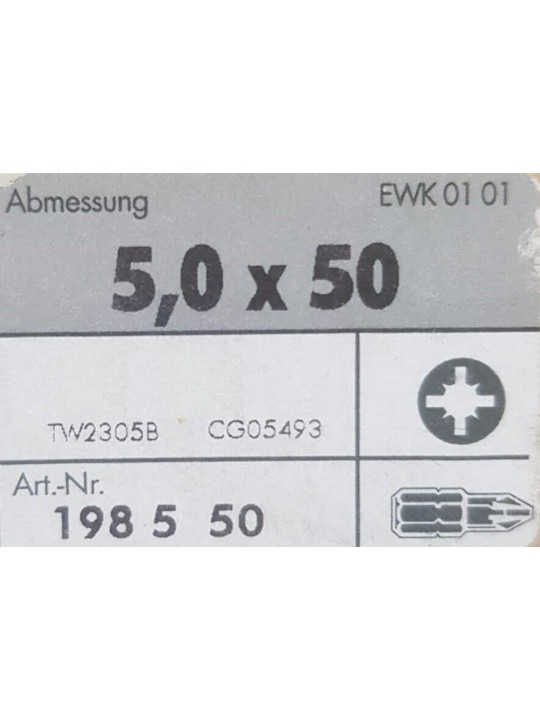 Abmessung EWK 01 01
5,0 x 50
TW2305B CG05493
Art.-Nr.
198 5 50